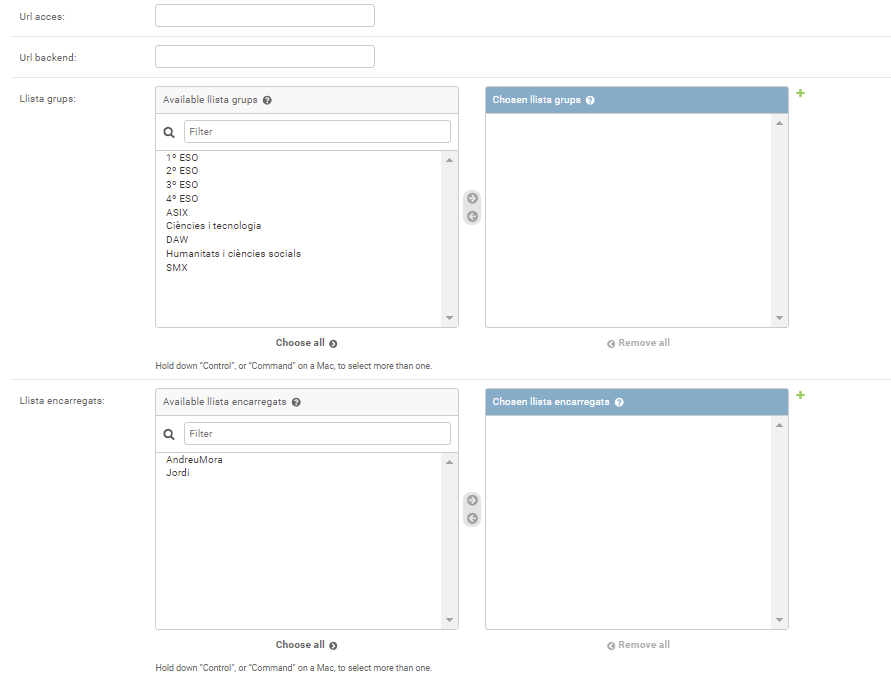 Url acces:
Url backend:
Llista grups:
Available llista grups
Chosen llista grups
Filter
1º ESO
2º ESO
3º ESO
4º ESO
ASIX
Ciències i tecnologia
DAW
Humanitats i ciències socials
SMX
Choose all
Remove all
Hold down “Control”, or “Command” on a Mac, to select more than one.
Llista encarregats:
Available llista encarregats
Chosen llista encarregats
Filter
AndreuMora
Jordi
Choose all
Remove all
Hold down “Control”, or “Command” on a Mac, to select more than one.